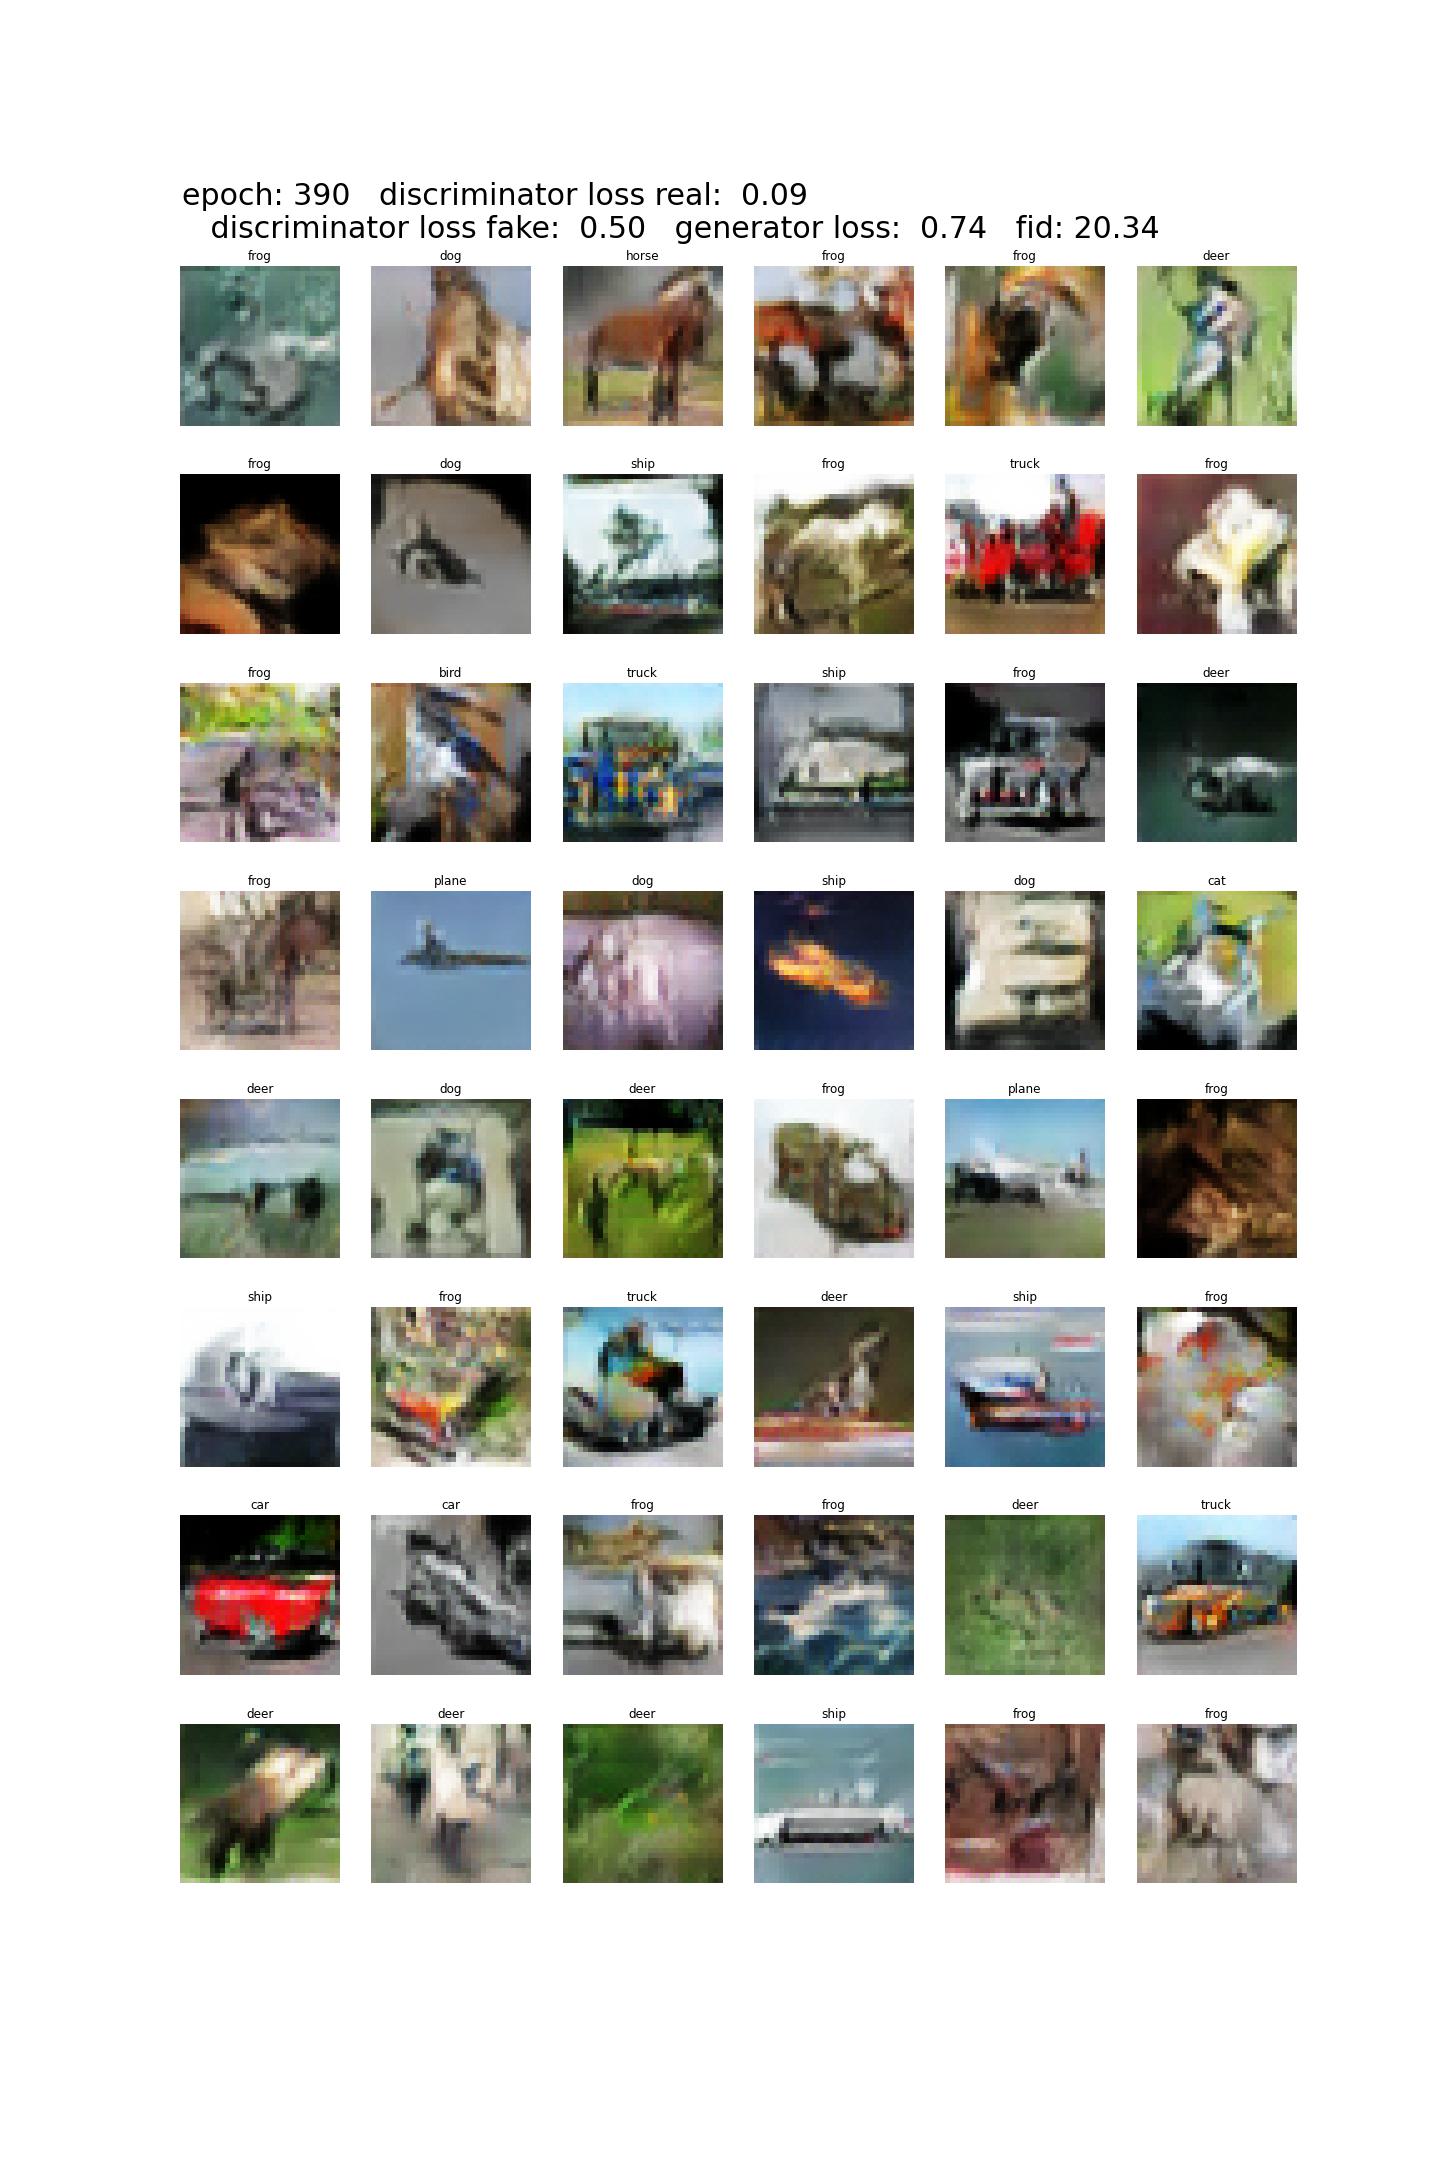 epoch: 390   discriminator loss real:  0.09
discriminator loss fake:  0.50   generator loss:  0.74   fid: 20.34
frog dog horse frog frog deer
frog dog ship frog truck frog
frog bird truck ship frog deer
frog plane dog ship dog cat
deer dog deer frog plane frog
ship frog truck deer ship frog
car car frog frog deer truck
deer deer deer ship frog frog